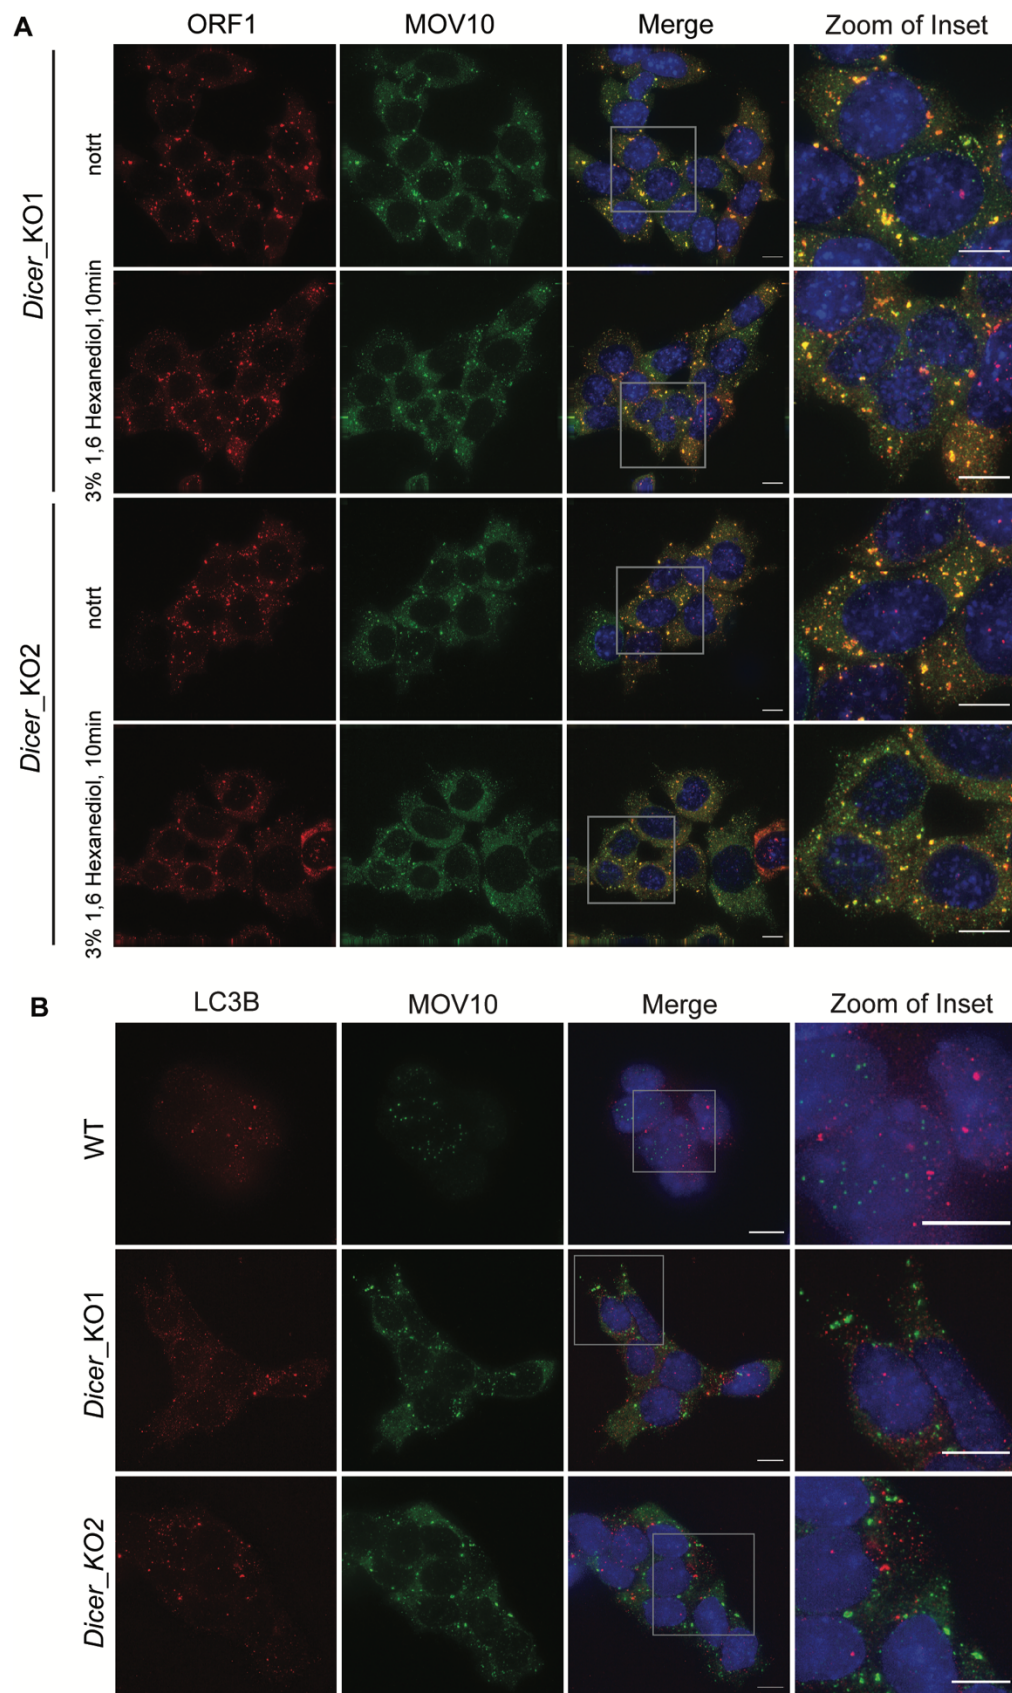 A
ORF1
MOV10
Merge
Zoom of Inset
Dicer_KO1
notrt
3% 1,6 Hexanediol,10min
Dicer_KO2
notrt
3% 1,6 Hexanediol, 10min
B
LC3B
MOV10
Merge
Zoom of Inset
WT
Dicer_KO1
Dicer_KO2